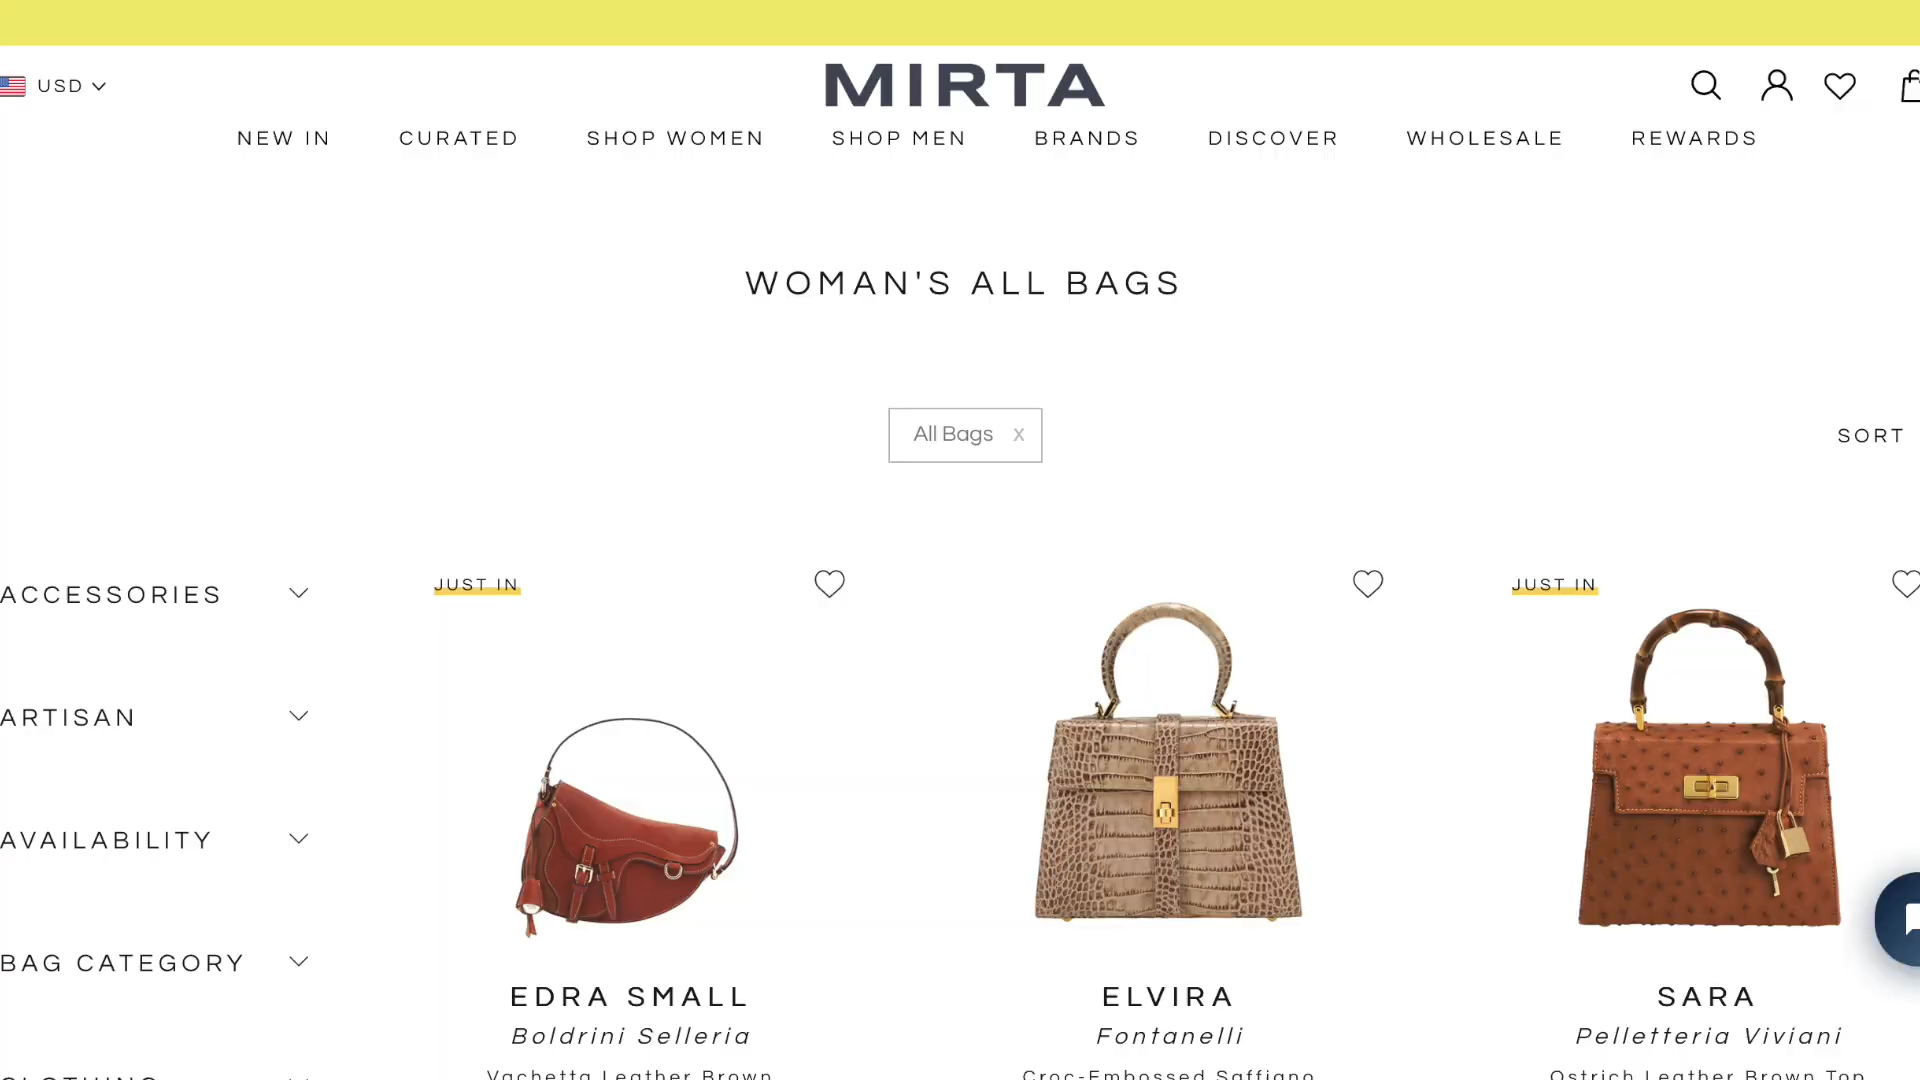 USD
MIRTA
NEW IN CURATED SHOP WOMEN SHOP MEN BRANDS DISCOVER WHOLESALE REWARDS
WOMAN'S ALL BAGS
All Bags x
SORT
ACCESSORIES
ARTISAN
AVAILABILITY
BAG CATEGORY
CLOTHING
JUST IN
EDRA SMALL
Boldrini Selleria
Vachetta Leather Brown
ELVIRA
Fontanelli
Croc-Embossed Saffiano
JUST IN
SARA
Pelletteria Viviani
Ostrich Leather Brown Top